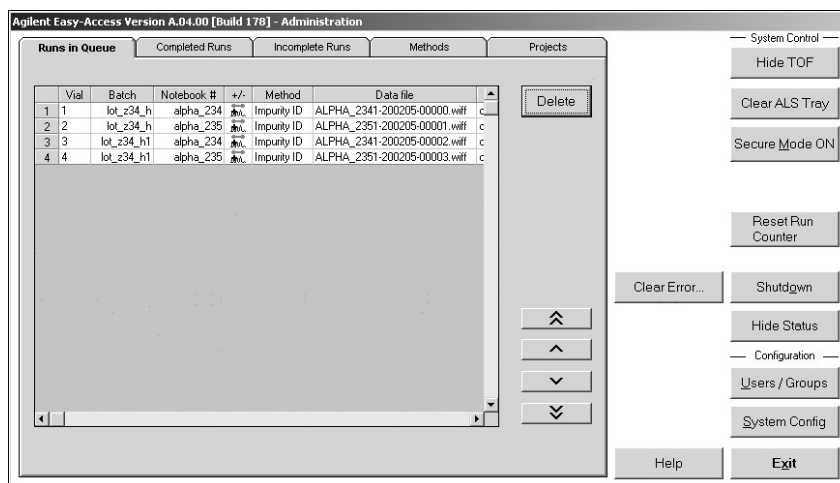 Agilent Easy-Access Version A.04.00 [Build 178] - Administration
Runs in Queue Completed Runs Incomplete Runs Methods Projects
Vial Batch Notebook # +/- Method Data file
1 1 lot_z34_h alpha_234 Impurity ID ALPHA_2341-200205-00000.wiff c
2 2 lot_z34_h alpha_235 Impurity ID ALPHA_2351-200205-00001.wiff c
3 3 lot_z34_h1 alpha_234 Impurity ID ALPHA_2341-200205-00002.wiff c
4 4 lot_z34_h1 alpha_235 Impurity ID ALPHA_2351-200205-00003.wiff c
Delete
System Control
Hide TOF
Clear ALS Tray
Secure Mode ON
Reset Run
Counter
Clear Error... Shutdown
Hide Status
Configuration
Users / Groups
System Config
Help Exit